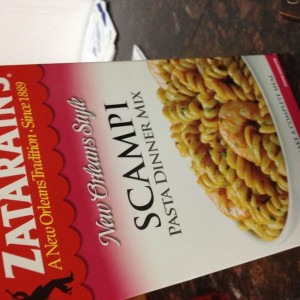 ZATARAIN'S
A New Orleans Tradition · Since 1889
New Orleans Style
SCAMPI
PASTA DINNER MIX